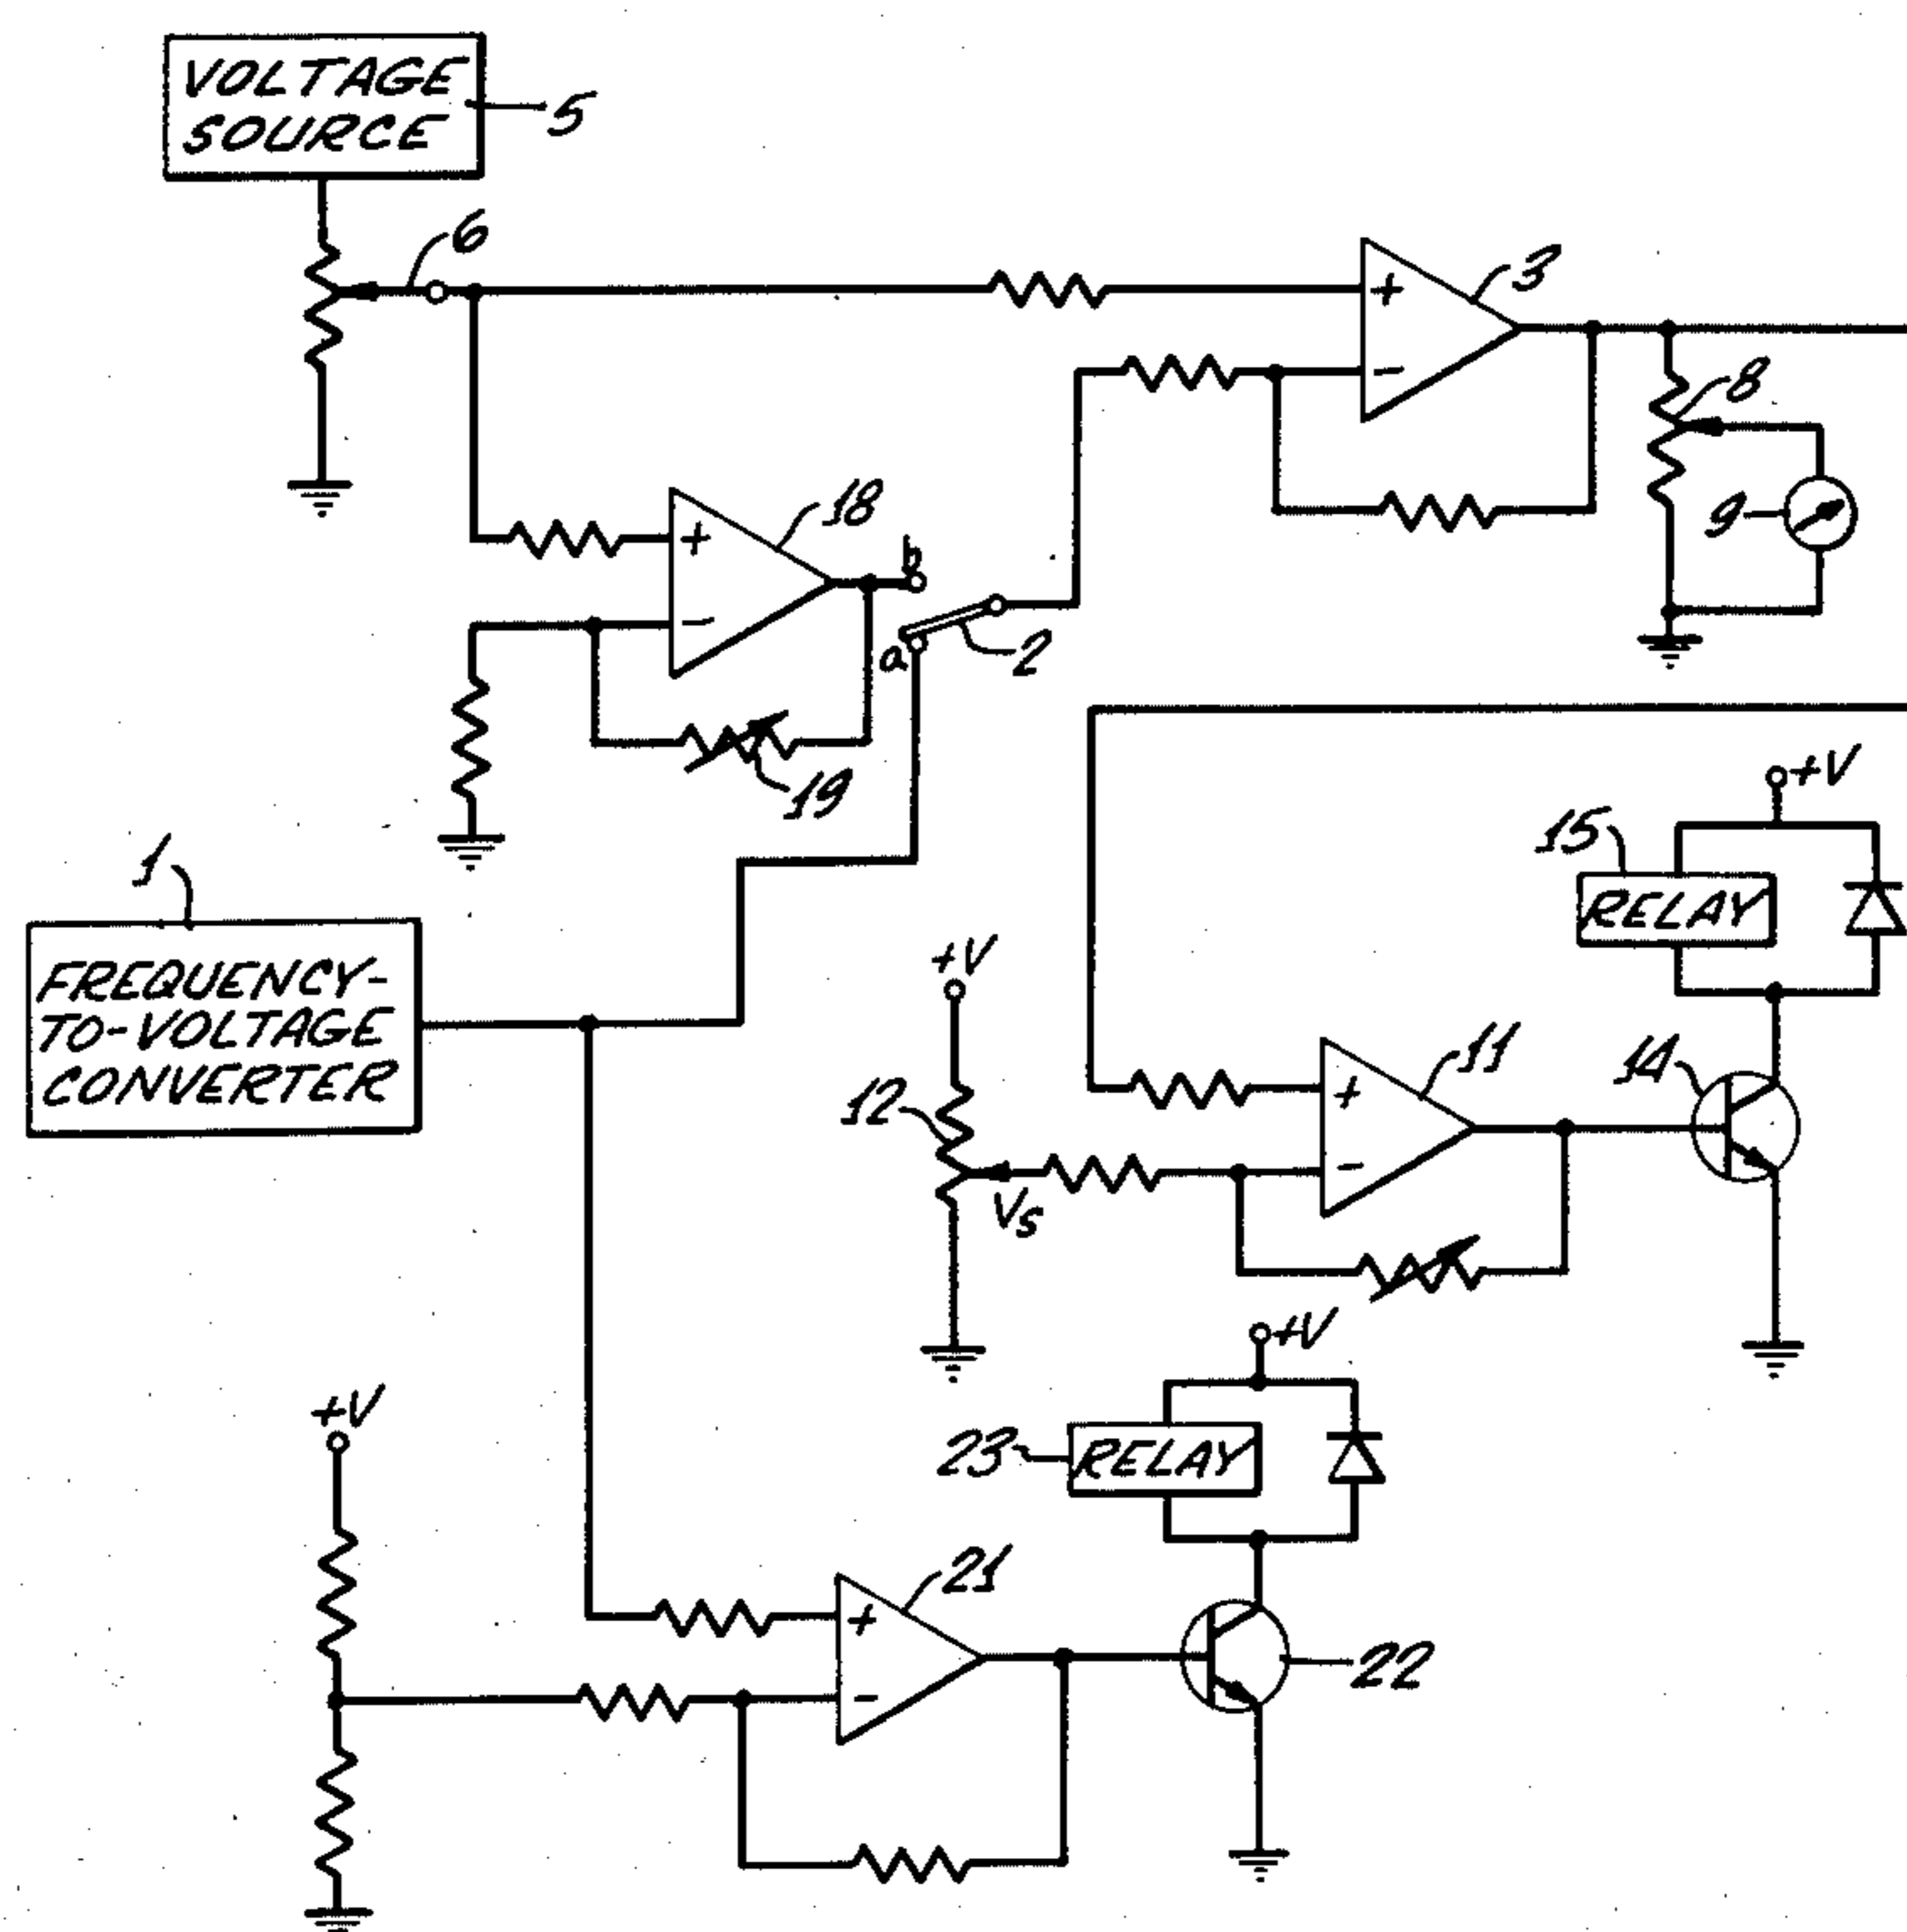 VOLTAGE
SOURCE
5
6
3
+
-
8
9
18
+
-
b
a
2
19
1
FREQUENCY-
TO-VOLTAGE
CONVERTER
+V
15
RELAY
+V
12
Vs
11
+
-
14
+V
23
RELAY
+V
21
+
-
22